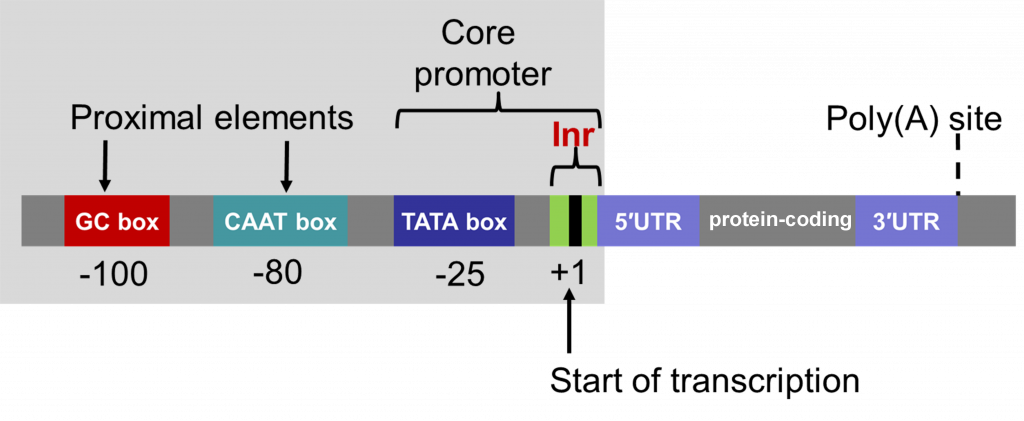 Core
promoter
Proximal elements
Inr
Poly(A) site
GC box
CAAT box
TATA box
5′UTR
protein-coding
3′UTR
-100
-80
-25
+1
Start of transcription